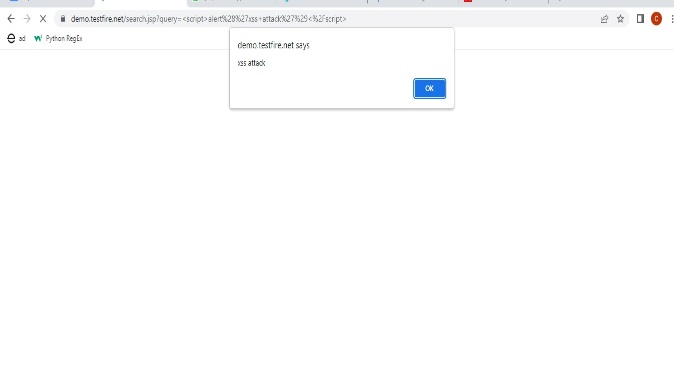 demo.testfire.net/search.jsp?query=<script>alert%28%27xss+attack%27%29<%2Fscript>
C
ad
Python RegEx
demo.testfire.net says
xss attack
OK